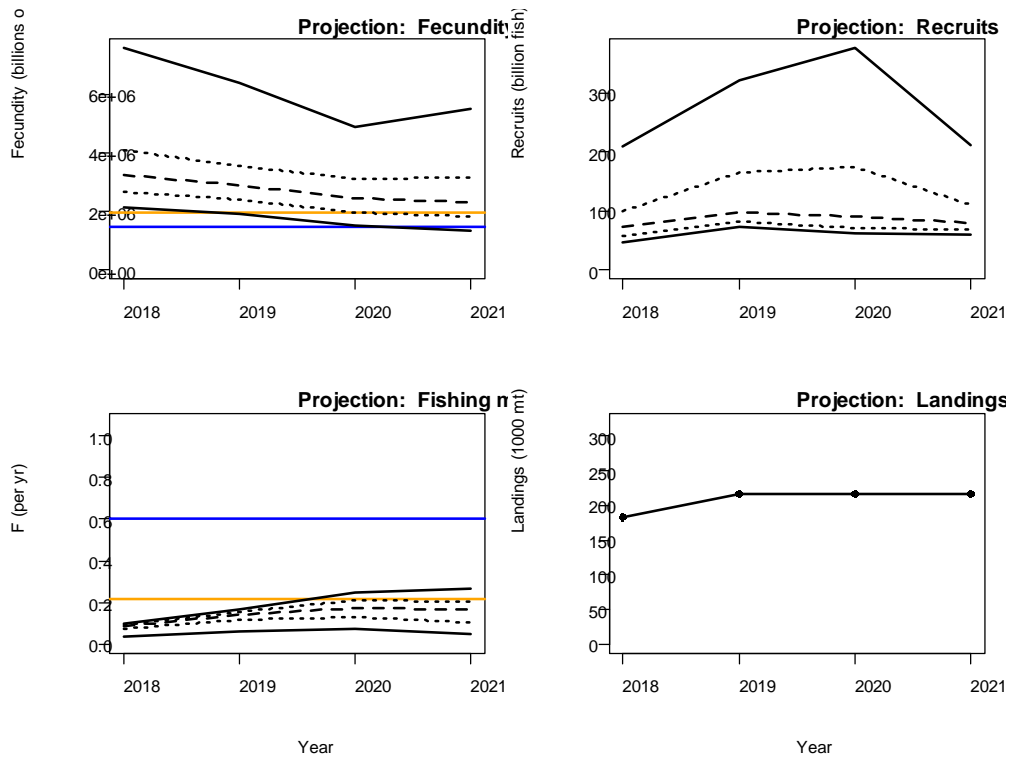 Projection: Fecundity
Fecundity (billions o
6e+06
4e+06
2e+06
0e+00
2018 2019 2020 2021
Projection: Recruits
Recruits (billion fish)
300
200
100
0
2018 2019 2020 2021
Projection: Fishing m
F (per yr)
1.0
0.8
0.6
0.4
0.2
0.0
2018 2019 2020 2021
Year
Projection: Landings
Landings (1000 mt)
300
250
200
150
100
50
0
2018 2019 2020 2021
Year